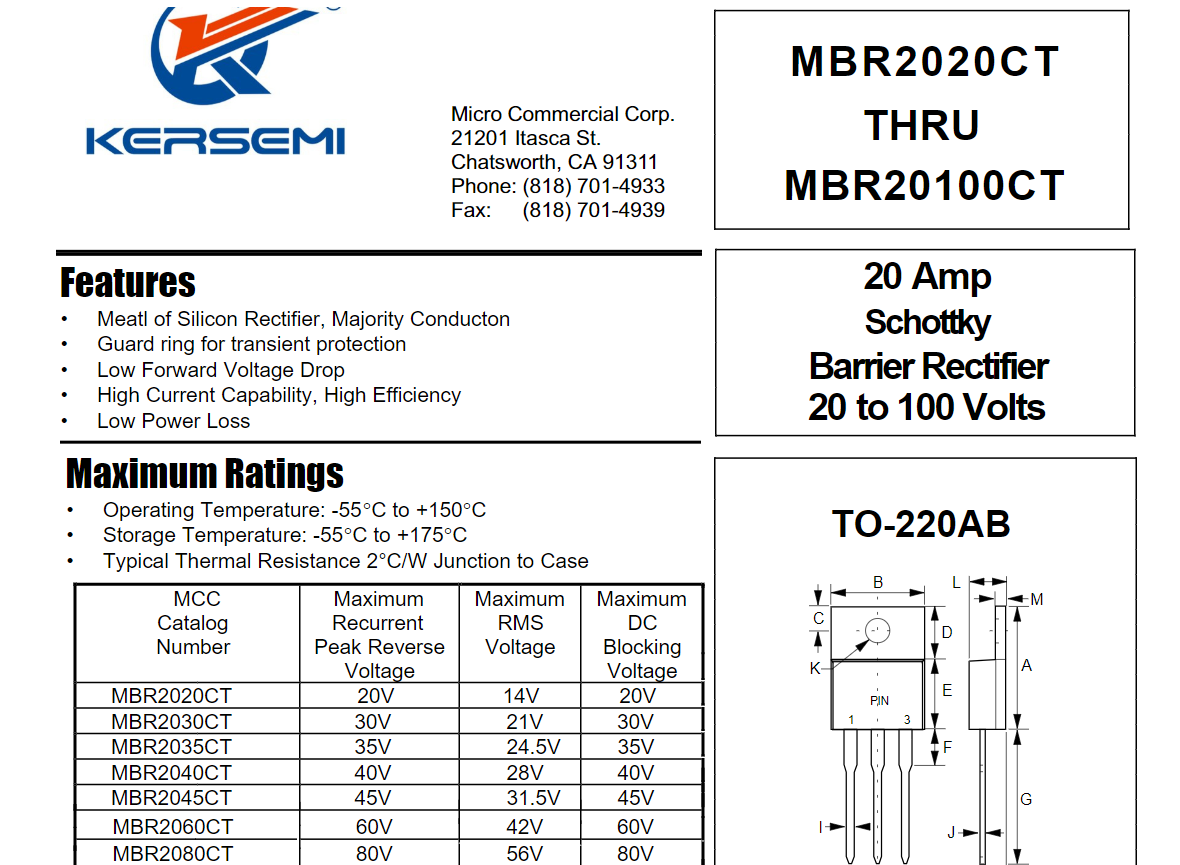 KERSEMI
Micro Commercial Corp.
21201 Itasca St.
Chatsworth, CA 91311
Phone: (818) 701-4933
Fax: (818) 701-4939
MBR2020CT
THRU
MBR20100CT
Features
• Meatl of Silicon Rectifier, Majority Conducton
• Guard ring for transient protection
• Low Forward Voltage Drop
• High Current Capability, High Efficiency
• Low Power Loss
20 Amp
Schottky
Barrier Rectifier
20 to 100 Volts
Maximum Ratings
• Operating Temperature: -55°C to +150°C
• Storage Temperature: -55°C to +175°C
• Typical Thermal Resistance 2°C/W Junction to Case
MCC Maximum Maximum Maximum
Catalog Recurrent RMS DC
Number Peak Reverse Voltage Blocking
Voltage Voltage
MBR2020CT 20V 14V 20V
MBR2030CT 30V 21V 30V
MBR2035CT 35V 24.5V 35V
MBR2040CT 40V 28V 40V
MBR2045CT 45V 31.5V 45V
MBR2060CT 60V 42V 60V
MBR2080CT 80V 56V 80V
TO-220AB
B L
M
C
D
K A
E
PIN
1 3
F
G
I J